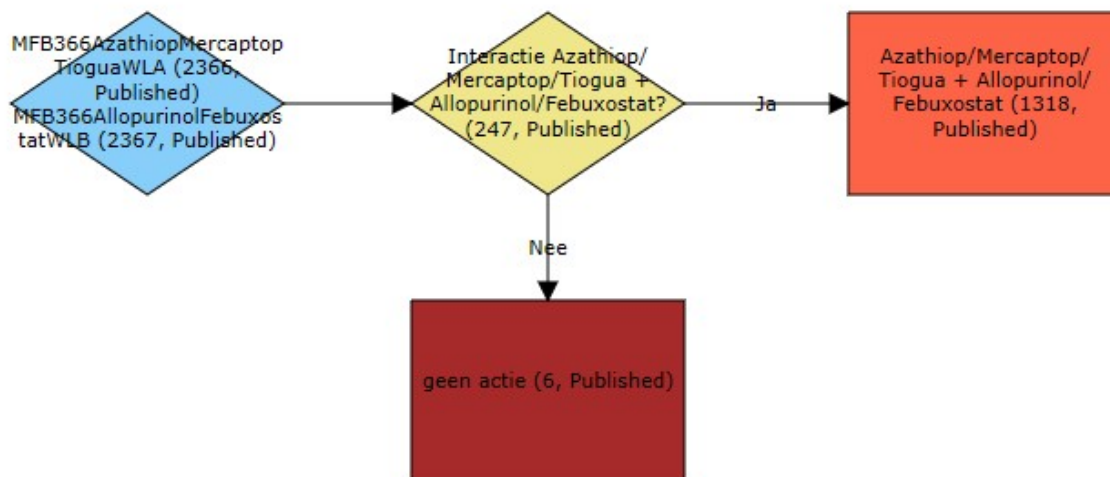 MFB366AzathiopMercaptop
TioguaWLA (2366,
Published)
MFB366AllopurinolFebuxos
tatWLB (2367, Published)
Interactie Azathiop/
Mercaptop/Tiogua +
Allopurinol/Febuxostat?
(247, Published)
Ja
Azathiop/Mercaptop/
Tiogua + Allopurinol/
Febuxostat (1318,
Published)
Nee
geen actie (6, Published)